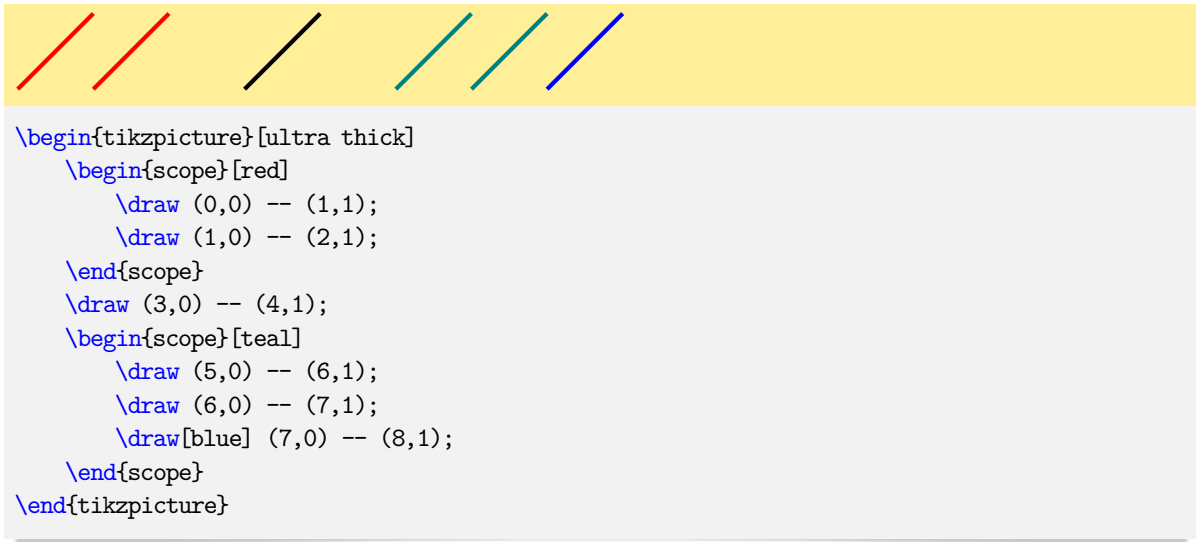 \begin{tikzpicture}[ultra thick]
    \begin{scope}[red]
        \draw (0,0) -- (1,1);
        \draw (1,0) -- (2,1);
    \end{scope}
    \draw (3,0) -- (4,1);
    \begin{scope}[teal]
        \draw (5,0) -- (6,1);
        \draw (6,0) -- (7,1);
        \draw[blue] (7,0) -- (8,1);
    \end{scope}
\end{tikzpicture}